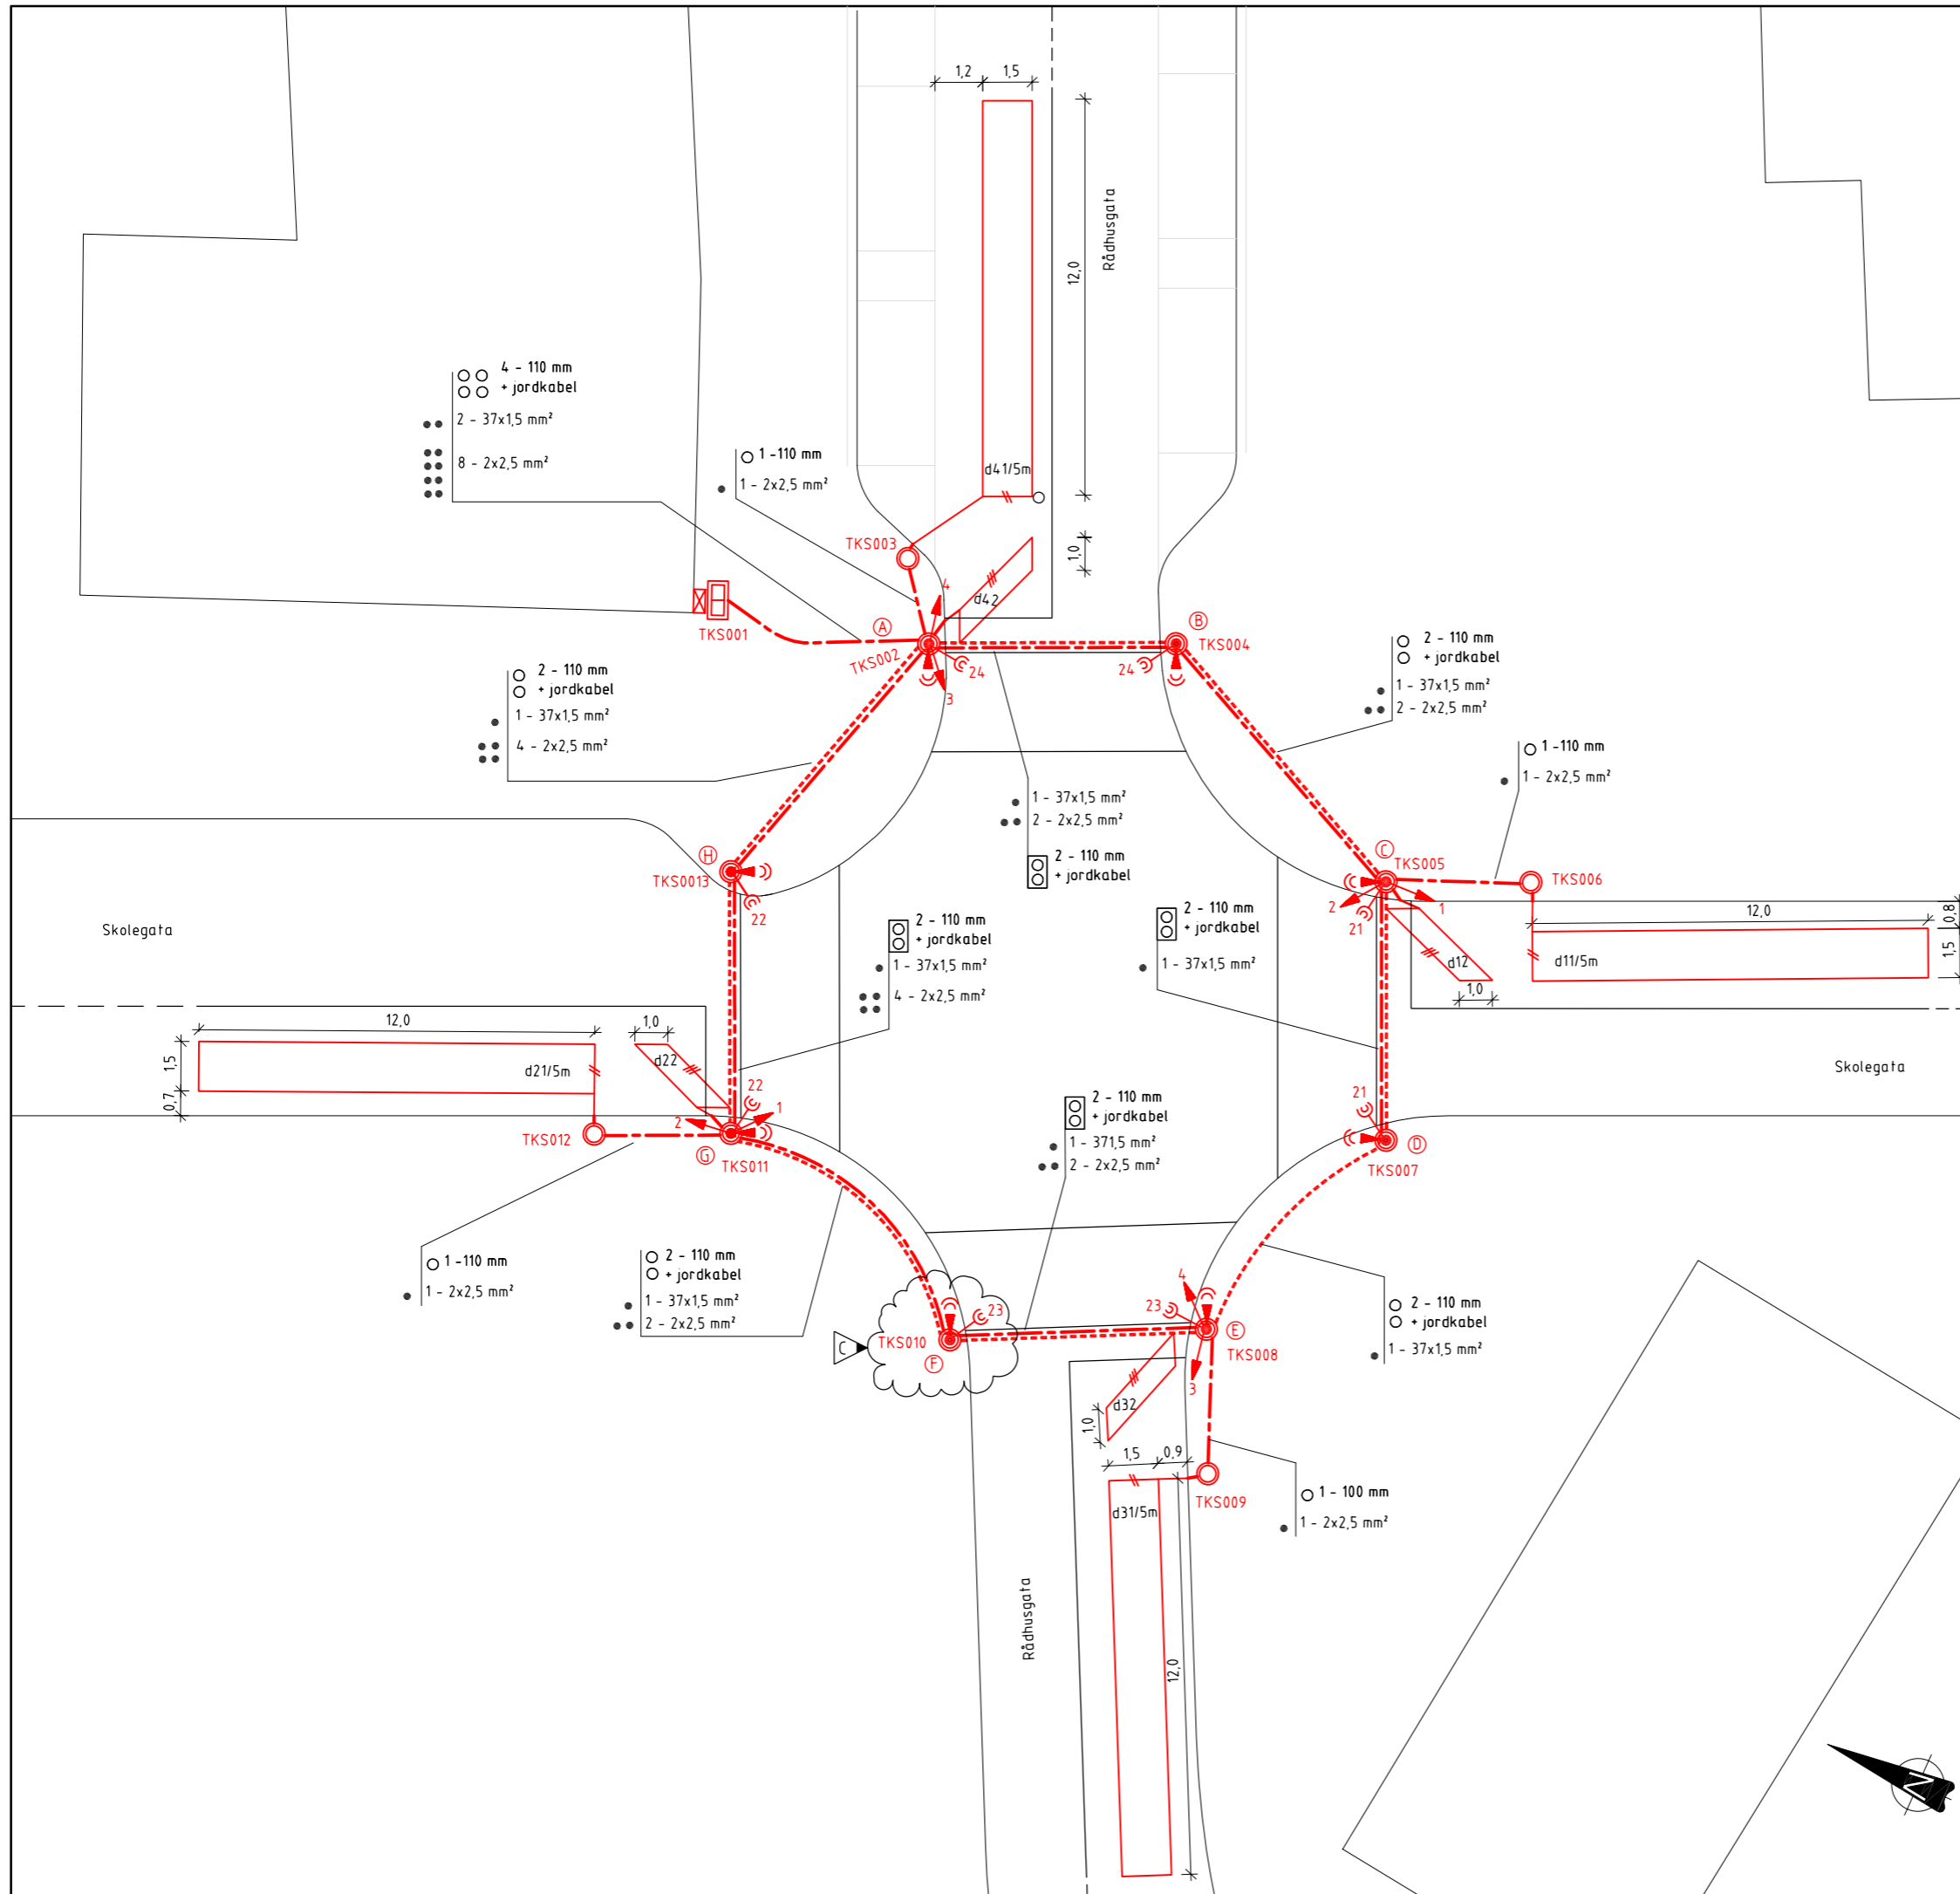 1,2
1,5
12,0
Rådhusgata
4 - 110 mm
+ jordkabel
2 - 37x1,5 mm²
8 - 2x2,5 mm²
1 -110 mm
1 - 2x2,5 mm²
d41/5m
TKS003
1,0
4
d42
TKS001
A
TKS002
24
3
B
TKS004
24
2 - 110 mm
+ jordkabel
1 - 37x1,5 mm²
2 - 2x2,5 mm²
2 - 110 mm
+ jordkabel
1 - 37x1,5 mm²
4 - 2x2,5 mm²
1 -110 mm
1 - 2x2,5 mm²
1 - 37x1,5 mm²
2 - 2x2,5 mm²
2 - 110 mm
+ jordkabel
H
TKS0013
22
C
TKS005
TKS006
2
1
21
12,0
0,8
1,5
d12
d11/5m
1,0
Skolegata
2 - 110 mm
+ jordkabel
1 - 37x1,5 mm²
4 - 2x2,5 mm²
2 - 110 mm
+ jordkabel
1 - 37x1,5 mm²
12,0
1,0
1,5
0,7
d21/5m
d22
22
1
2
TKS012
G
TKS011
Skolegata
21
D
TKS007
2 - 110 mm
+ jordkabel
1 - 371,5 mm²
2 - 2x2,5 mm²
1 -110 mm
1 - 2x2,5 mm²
2 - 110 mm
+ jordkabel
1 - 37x1,5 mm²
2 - 2x2,5 mm²
C
TKS010
F
23
23
4
E
TKS008
3
2 - 110 mm
+ jordkabel
1 - 37x1,5 mm²
d32
1,0
1,5
0,9
d31/5m
TKS009
1 - 100 mm
1 - 2x2,5 mm²
Rådhusgata
12,0
N